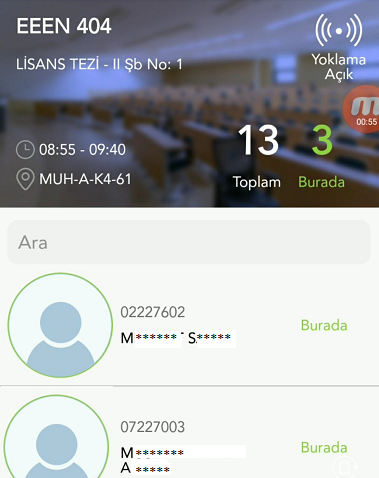 EEEN 404
LİSANS TEZİ - II Şb No: 1
Yoklama
Açık
00:55
08:55 - 09:40
MUH-A-K4-61
13
3
Toplam
Burada
Ara
02227602
M****** S*****
Burada
07227003
M*******
A *****
Burada